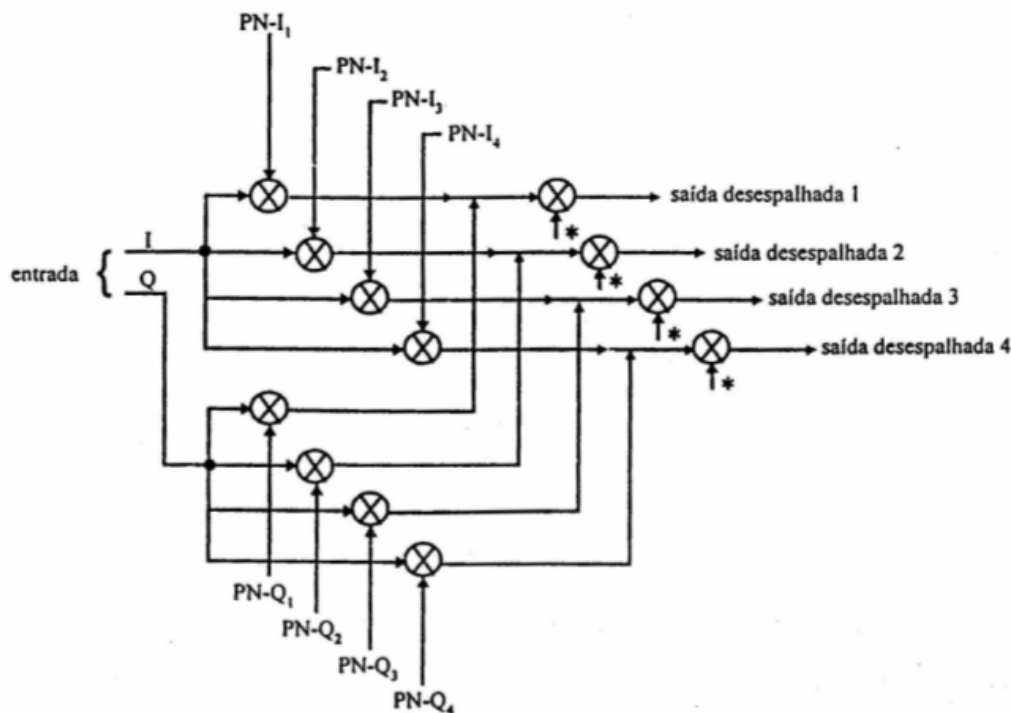 PN-I₁
PN-I₂
PN-I₃
PN-I₄
saída desespalhada 1
I
*
saída desespalhada 2
entrada {
Q
*
saída desespalhada 3
*
saída desespalhada 4
*
PN-Q₁
PN-Q₂
PN-Q₃
PN-Q₄